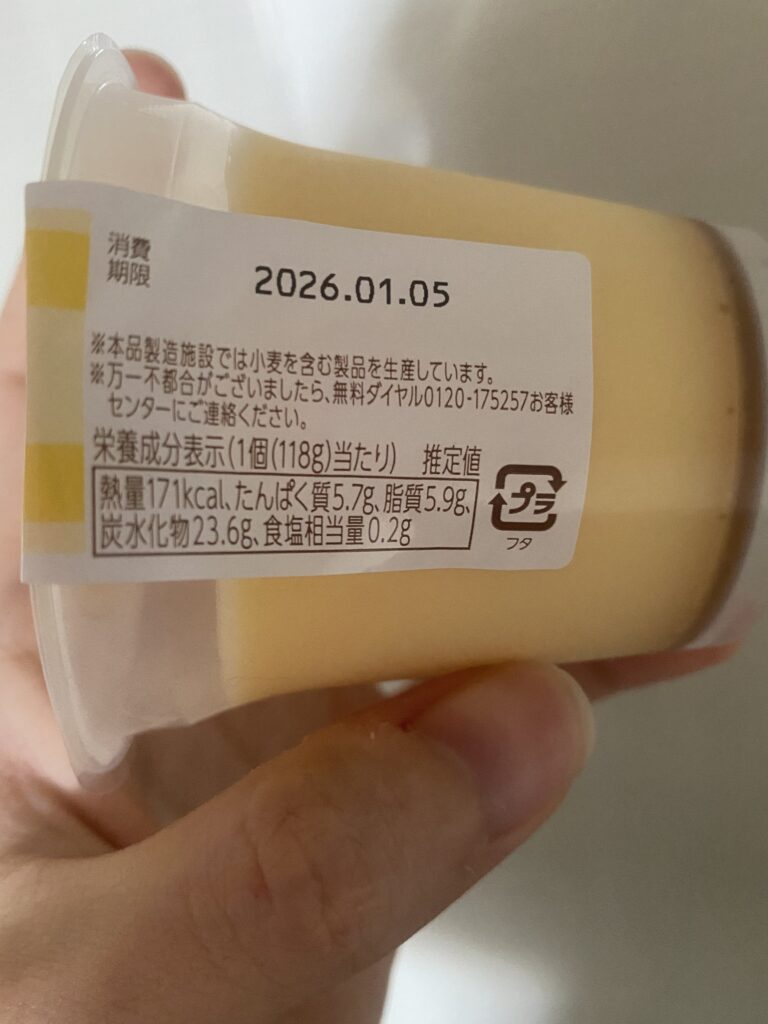 消費
期限
2026.01.05
※本品製造施設では小麦を含む製品を生産しています。
※万一不都合がございましたら、無料ダイヤル0120-175257お客様
センターにご連絡ください。
栄養成分表示(1個(118g)当たり) 推定値
熱量171kcal、たんぱく質5.7g、脂質5.9g、
炭水化物23.6g、食塩相当量0.2g
プラ
フタ